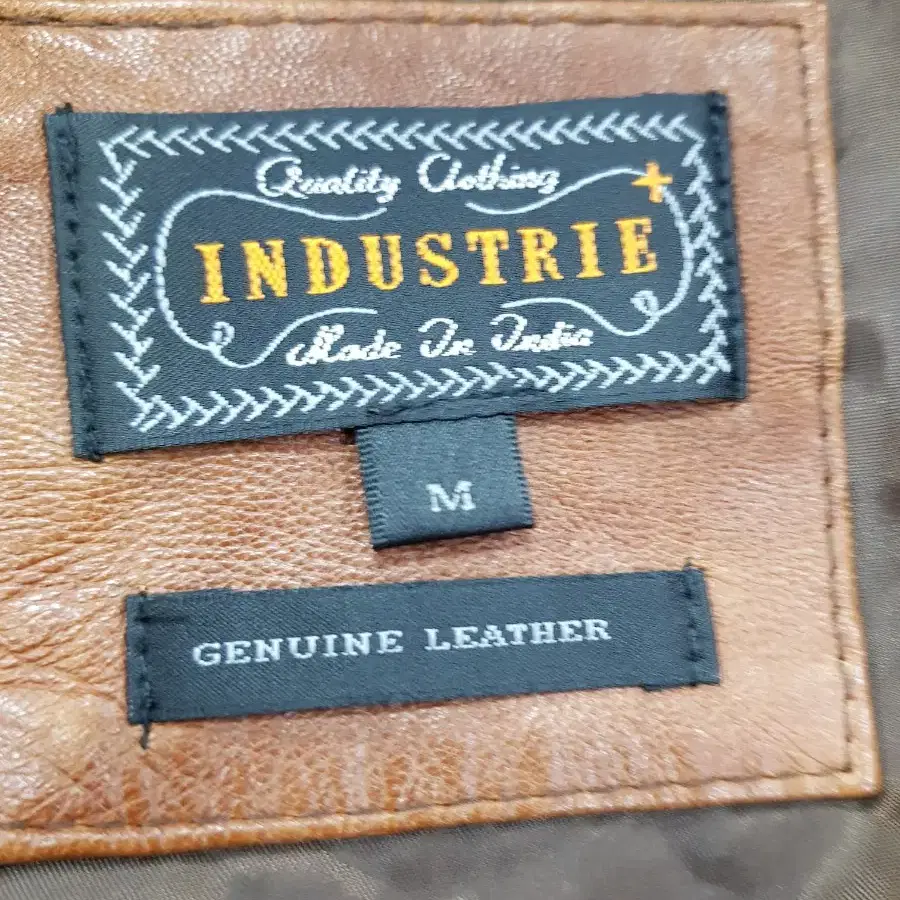 Quality Clothing
INDUSTRIE
Made In India
M
GENUINE LEATHER